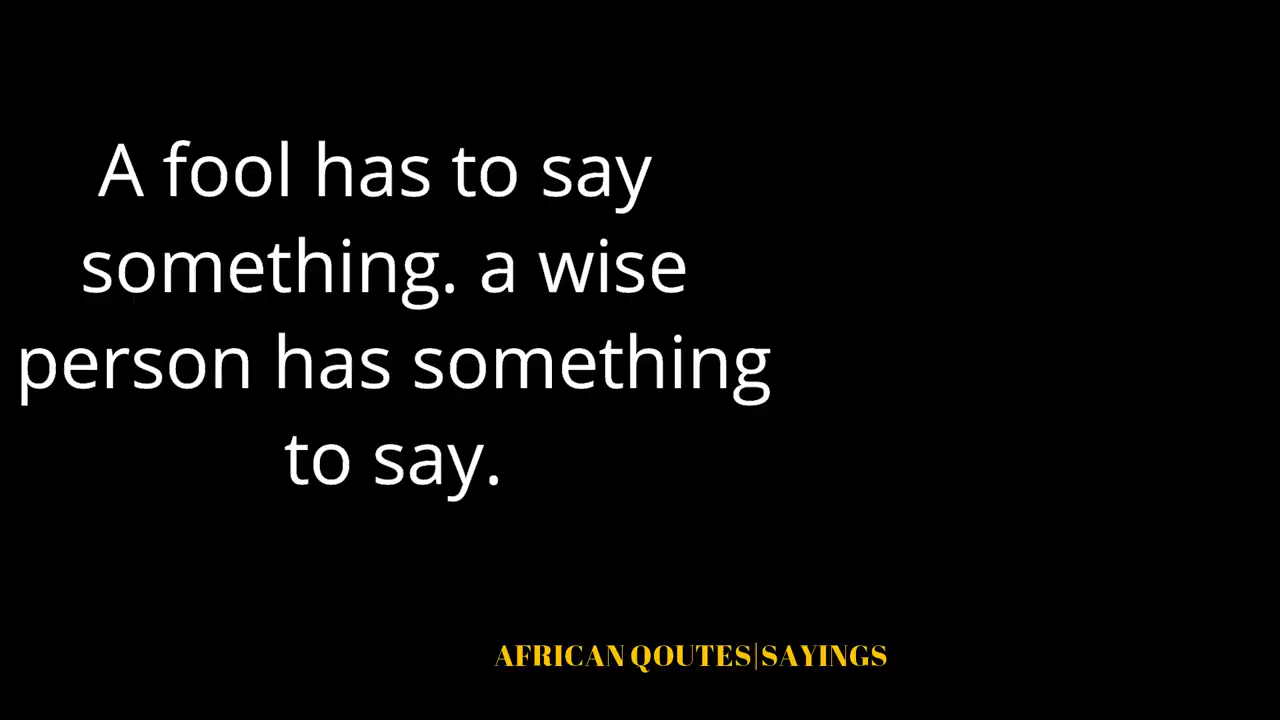 A fool has to say
something. a wise
person has something
to say.
AFRICAN QOUTES|SAYINGS